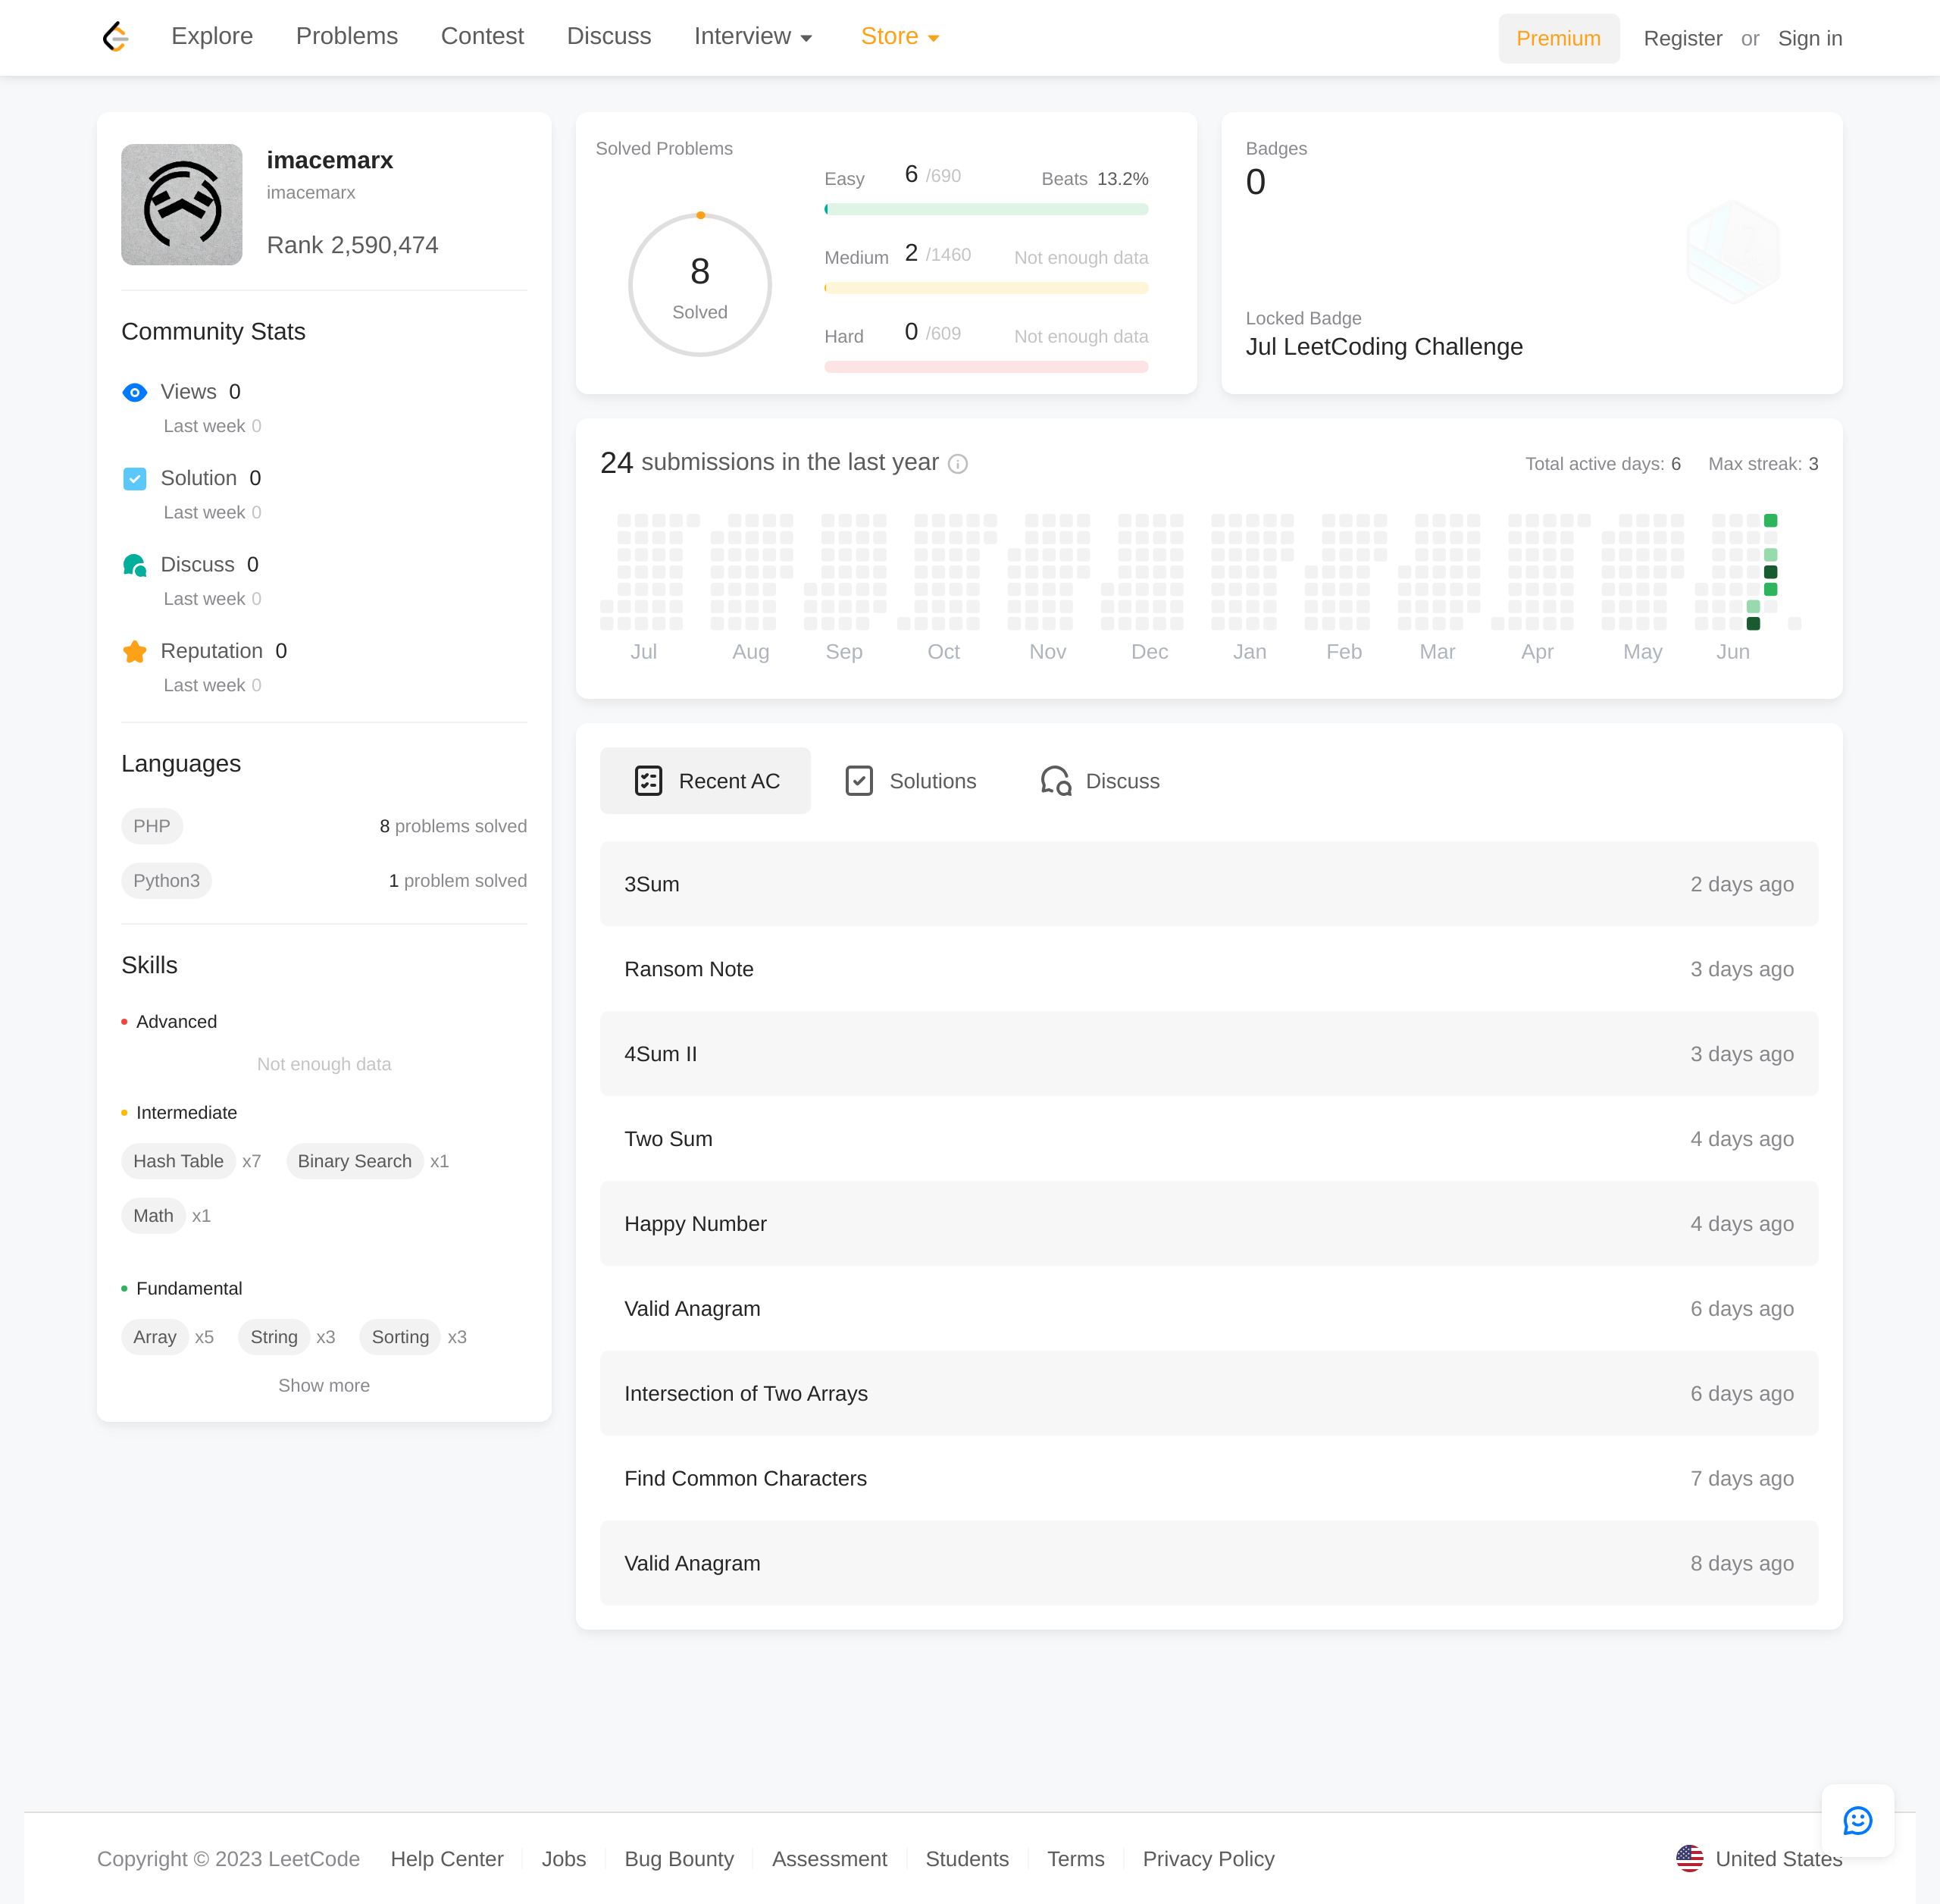 Explore Problems Contest Discuss Interview Store Premium Register or Sign in
imacemarx
imacemarx
Rank 2,590,474
Community Stats
Views 0
Last week 0
Solution 0
Last week 0
Discuss 0
Last week 0
Reputation 0
Last week 0
Languages
PHP 8 problems solved
Python3 1 problem solved
Skills
Advanced
Not enough data
Intermediate
Hash Table x7 Binary Search x1
Math x1
Fundamental
Array x5 String x3 Sorting x3
Show more
Solved Problems
8
Solved
Easy 6 /690 Beats 13.2%
Medium 2 /1460 Not enough data
Hard 0 /609 Not enough data
Badges
0
Locked Badge
Jul LeetCoding Challenge
24 submissions in the last year Total active days: 6 Max streak: 3
Jul Aug Sep Oct Nov Dec Jan Feb Mar Apr May Jun
Recent AC Solutions Discuss
3Sum 2 days ago
Ransom Note 3 days ago
4Sum II 3 days ago
Two Sum 4 days ago
Happy Number 4 days ago
Valid Anagram 6 days ago
Intersection of Two Arrays 6 days ago
Find Common Characters 7 days ago
Valid Anagram 8 days ago
Copyright © 2023 LeetCode Help Center Jobs Bug Bounty Assessment Students Terms Privacy Policy United States